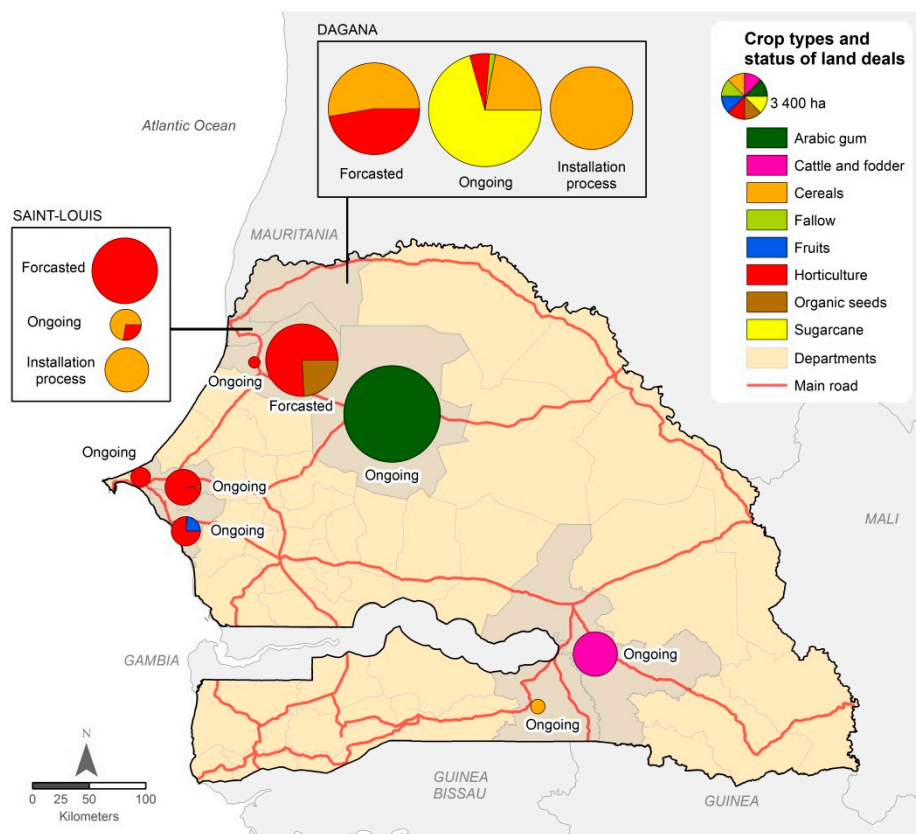 DAGANA
Forcasted
Ongoing
Installation
process
Crop types and
status of land deals
3 400 ha
Arabic gum
Cattle and fodder
Cereals
Fallow
Fruits
Horticulture
Organic seeds
Sugarcane
Departments
Main road
Atlantic Ocean
SAINT-LOUIS
Forcasted
Ongoing
Installation
process
MAURITANIA
Ongoing
Forcasted
Ongoing
Ongoing
Ongoing
Ongoing
MALI
GAMBIA
Ongoing
Ongoing
N
0 25 50 100
Kilometers
GUINEA
BISSAU
GUINEA